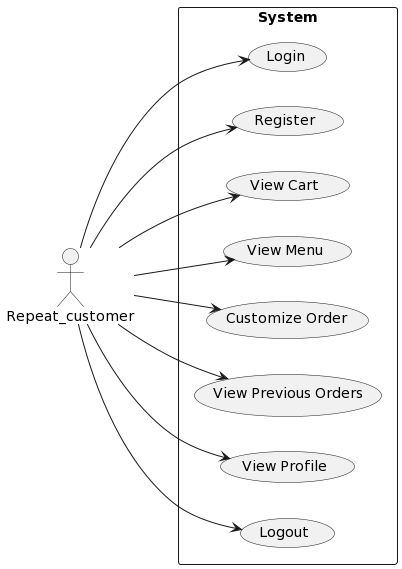 System
Login
Register
View Cart
View Menu
Repeat_customer
Customize Order
View Previous Orders
View Profile
Logout